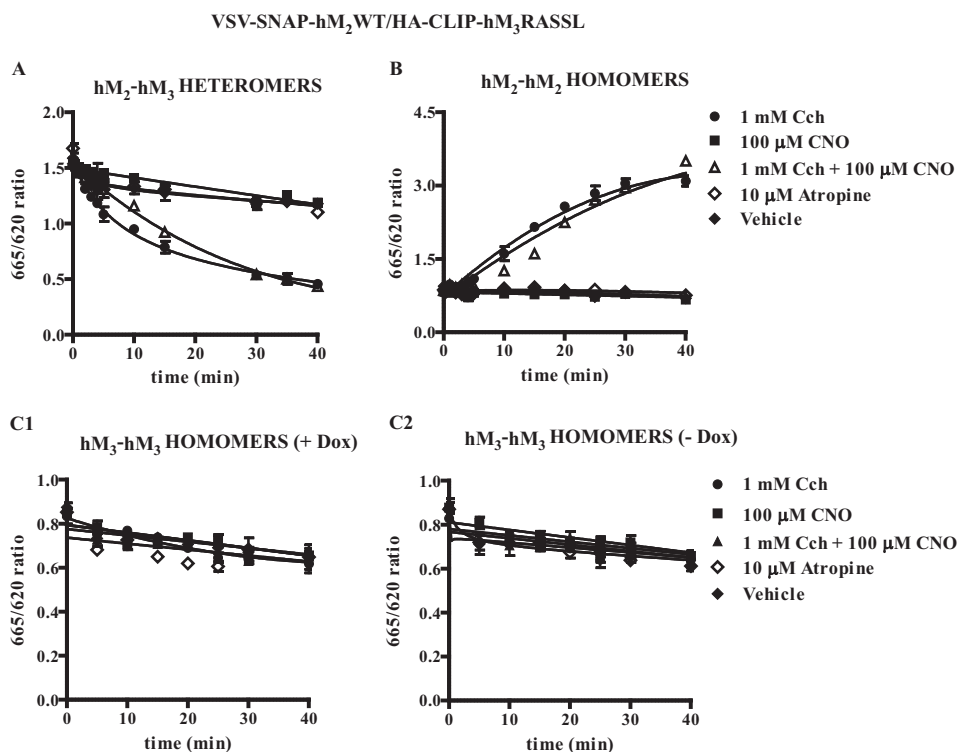 VSV-SNAP-hM₂WT/HA-CLIP-hM₃RASSL
A
hM₂-hM₃ HETEROMERS
2.0
1.5
1.0
0.5
0.0
665/620 ratio
0 10 20 30 40
time (min)
B
hM₂-hM₂ HOMOMERS
4.5
3.0
1.5
0.0
665/620 ratio
0 10 20 30 40
time (min)
1 mM Cch
100 µM CNO
1 mM Cch + 100 µM CNO
10 µM Atropine
Vehicle
C1
hM₃-hM₃ HOMOMERS (+ Dox)
1.0
0.8
0.6
0.4
0.2
0.0
665/620 ratio
0 10 20 30 40
time (min)
C2
hM₃-hM₃ HOMOMERS (- Dox)
1.0
0.8
0.6
0.4
0.2
0.0
665/620 ratio
0 10 20 30 40
time (min)
1 mM Cch
100 µM CNO
1 mM Cch + 100 µM CNO
10 µM Atropine
Vehicle